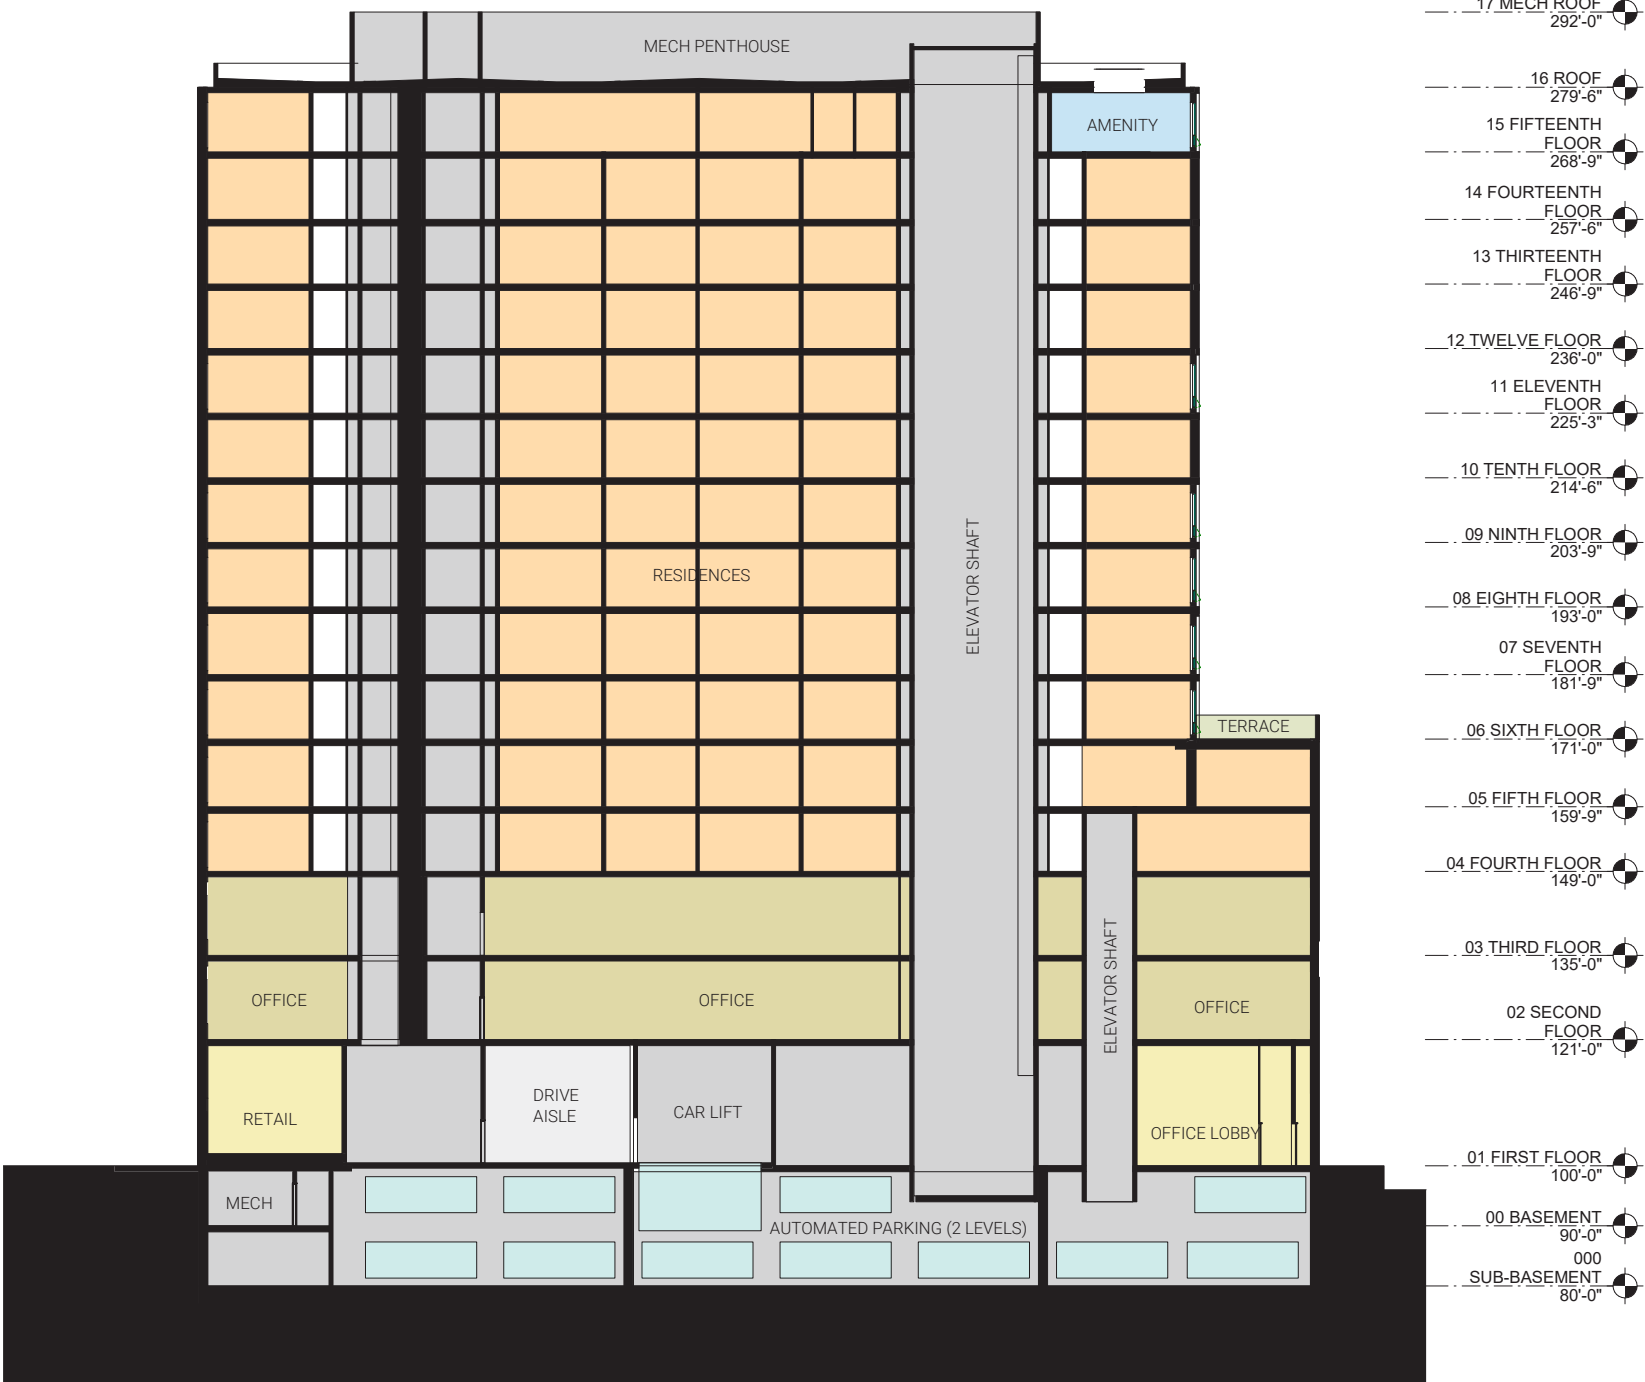 17 MECH ROOF
292'-0"
MECH PENTHOUSE
16 ROOF
279'-6"
AMENITY
15 FIFTEENTH
FLOOR
268'-9"
14 FOURTEENTH
FLOOR
257'-6"
13 THIRTEENTH
FLOOR
246'-9"
12 TWELVE FLOOR
236'-0"
11 ELEVENTH
FLOOR
225'-3"
10 TENTH FLOOR
214'-6"
09 NINTH FLOOR
203'-9"
RESIDENCES
ELEVATOR SHAFT
08 EIGHTH FLOOR
193'-0"
07 SEVENTH
FLOOR
181'-9"
TERRACE
06 SIXTH FLOOR
171'-0"
05 FIFTH FLOOR
159'-9"
04 FOURTH FLOOR
149'-0"
03 THIRD FLOOR
135'-0"
OFFICE
OFFICE
ELEVATOR SHAFT
OFFICE
02 SECOND
FLOOR
121'-0"
RETAIL
DRIVE
AISLE
CAR LIFT
OFFICE LOBBY
01 FIRST FLOOR
100'-0"
MECH
AUTOMATED PARKING (2 LEVELS)
00 BASEMENT
90'-0"
000
SUB-BASEMENT
80'-0"